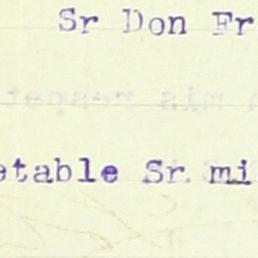 Sr Don Fr
etable Sr. mi